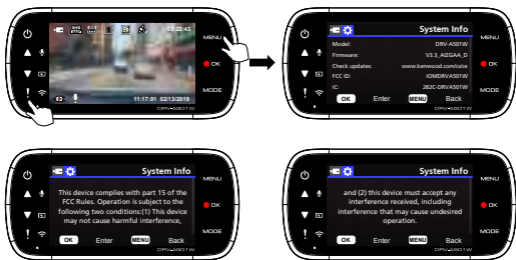 03:22:43
MENU
OK
MODE
11:17:01 02/13/2019
DRV-A501W
System Info
Model: DRV-A501W
Firmware: V3.3_AIZGAA_D
Check update: www.kenwood.com/cs/ce
FCC ID:
IC: 282C-DRVA501W
OK Enter MENU Back
MENU
OK
MODE
DRV-A501W
System Info
This device complies with part 15 of the
FCC Rules. Operation is subject to the
following two conditions:(1) This device
may not cause harmful interference,
OK Enter MENU Back
MENU
OK
MODE
DRV-A501W
System Info
and (2) this device must accept any
interference received, including
interference that may cause undesired
operation.
OK Enter MENU Back
MENU
OK
MODE
DRV-A501W